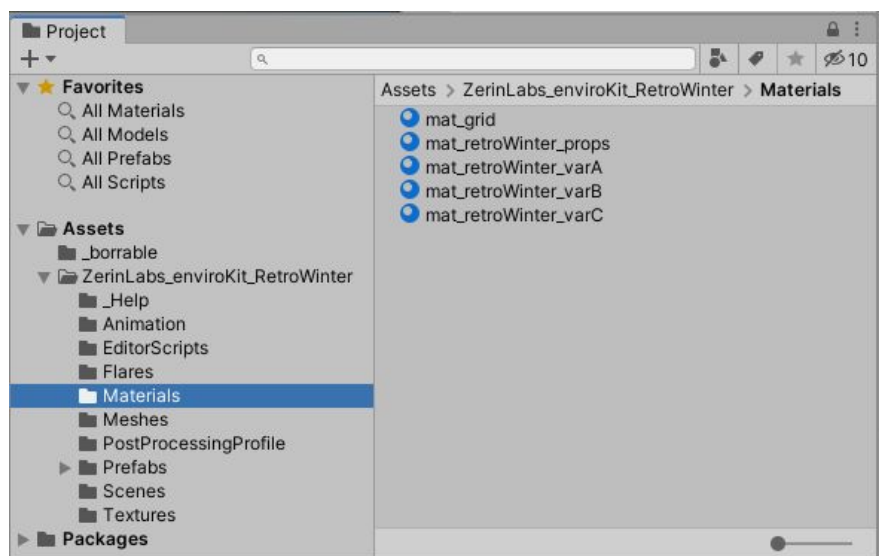 Project
10
Favorites
All Materials
All Models
All Prefabs
All Scripts
Assets
_borrable
ZerinLabs_enviroKit_RetroWinter
_Help
Animation
EditorScripts
Flares
Materials
Meshes
PostProcessingProfile
Prefabs
Scenes
Textures
Packages
Assets > ZerinLabs_enviroKit_RetroWinter > Materials
mat_grid
mat_retroWinter_props
mat_retroWinter_varA
mat_retroWinter_varB
mat_retroWinter_varC